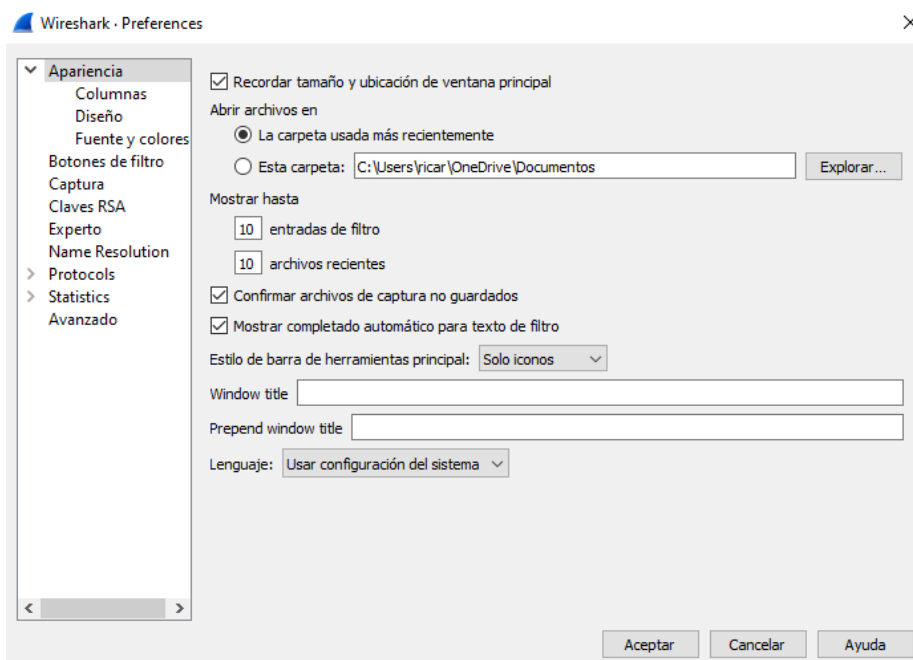 Wireshark · Preferences
Apariencia
Columnas
Diseño
Fuente y colores
Botones de filtro
Captura
Claves RSA
Experto
Name Resolution
Protocols
Statistics
Avanzado
Recordar tamaño y ubicación de ventana principal
Abrir archivos en
La carpeta usada más recientemente
Esta carpeta: C:\Users\ricar\OneDrive\Documentos Explorar...
Mostrar hasta
10 entradas de filtro
10 archivos recientes
Confirmar archivos de captura no guardados
Mostrar completado automático para texto de filtro
Estilo de barra de herramientas principal: Solo iconos
Window title
Prepend window title
Lenguaje: Usar configuración del sistema
Aceptar Cancelar Ayuda